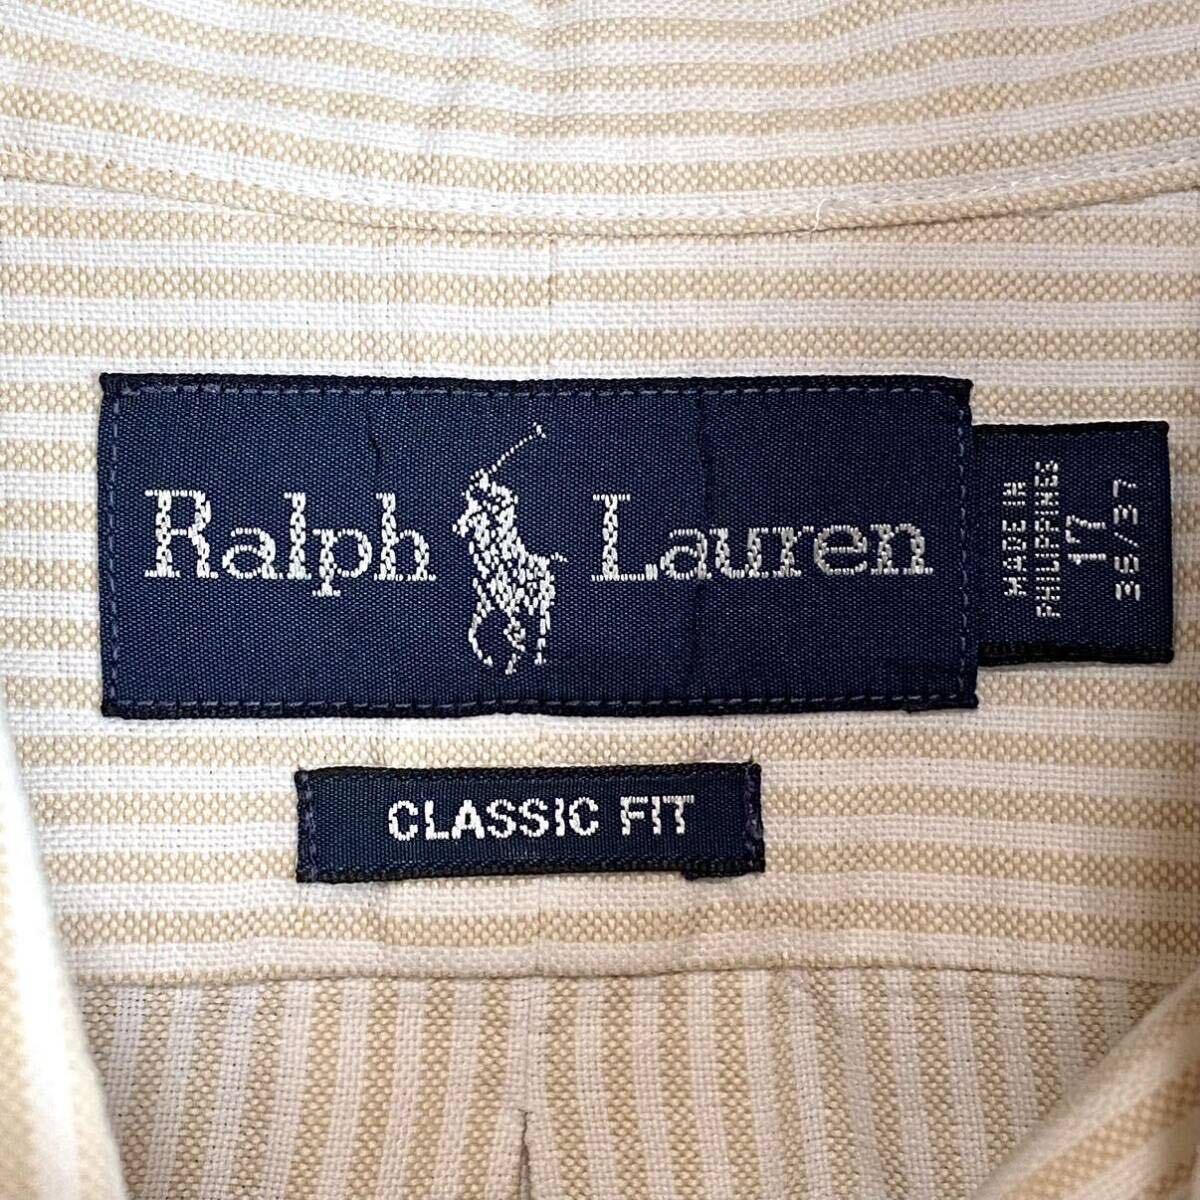 Ralph Lauren
MADE IN
PHILIPPINES
17
36/37
CLASSIC FIT